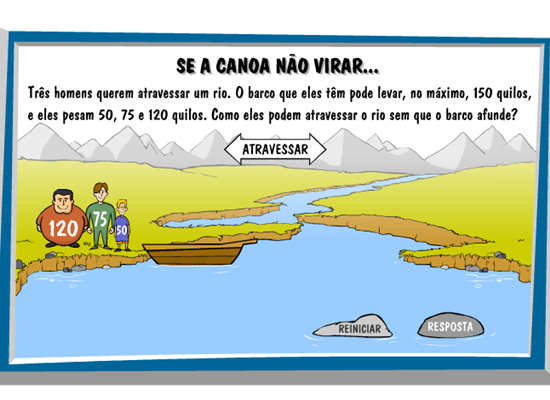 SE A CANOA NÃO VIRAR...
Três homens querem atravessar um rio. O barco que eles têm pode levar, no máximo, 150 quilos,
e eles pesam 50, 75 e 120 quilos. Como eles podem atravessar o rio sem que o barco afunde?
ATRAVESSAR
120
75
50
REINICIAR
RESPOSTA